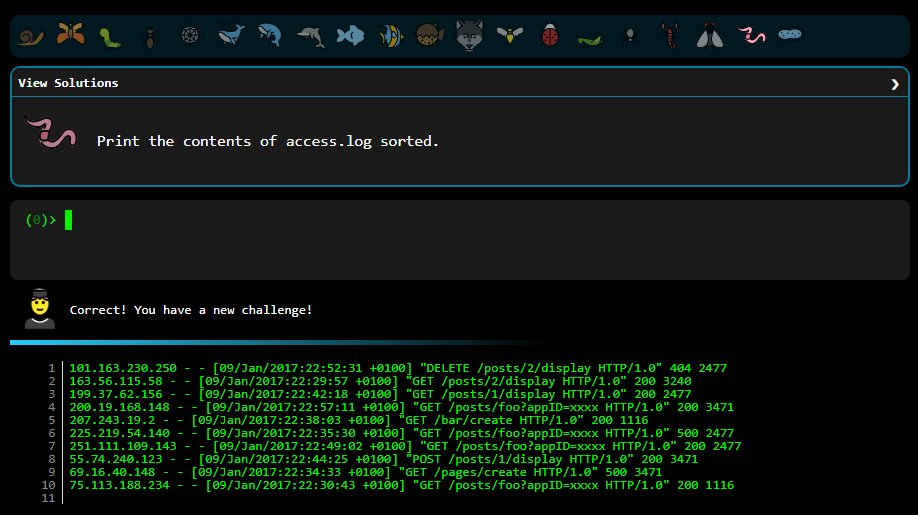 View Solutions ❯
Print the contents of access.log sorted.
(0)>
Correct! You have a new challenge!
1 101.163.230.250 - - [09/Jan/2017:22:52:31 +0100] "DELETE /posts/2/display HTTP/1.0" 404 2477
2 163.56.115.58 - - [09/Jan/2017:22:29:57 +0100] "GET /posts/2/display HTTP/1.0" 200 3240
3 199.37.62.156 - - [09/Jan/2017:22:42:18 +0100] "GET /posts/1/display HTTP/1.0" 200 2477
4 200.19.168.148 - - [09/Jan/2017:22:57:11 +0100] "GET /posts/foo?appID=xxxx HTTP/1.0" 200 3471
5 207.243.19.2 - - [09/Jan/2017:22:38:03 +0100] "GET /bar/create HTTP/1.0" 200 1116
6 225.219.54.140 - - [09/Jan/2017:22:35:30 +0100] "GET /posts/foo?appID=xxxx HTTP/1.0" 500 2477
7 251.111.109.143 - - [09/Jan/2017:22:49:02 +0100] "GET /posts/foo?appID=xxxx HTTP/1.0" 200 2477
8 55.74.240.123 - - [09/Jan/2017:22:44:25 +0100] "POST /posts/1/display HTTP/1.0" 200 3471
9 69.16.40.148 - - [09/Jan/2017:22:34:33 +0100] "GET /pages/create HTTP/1.0" 500 3471
10 75.113.188.234 - - [09/Jan/2017:22:30:43 +0100] "GET /posts/foo?appID=xxxx HTTP/1.0" 200 1116
11